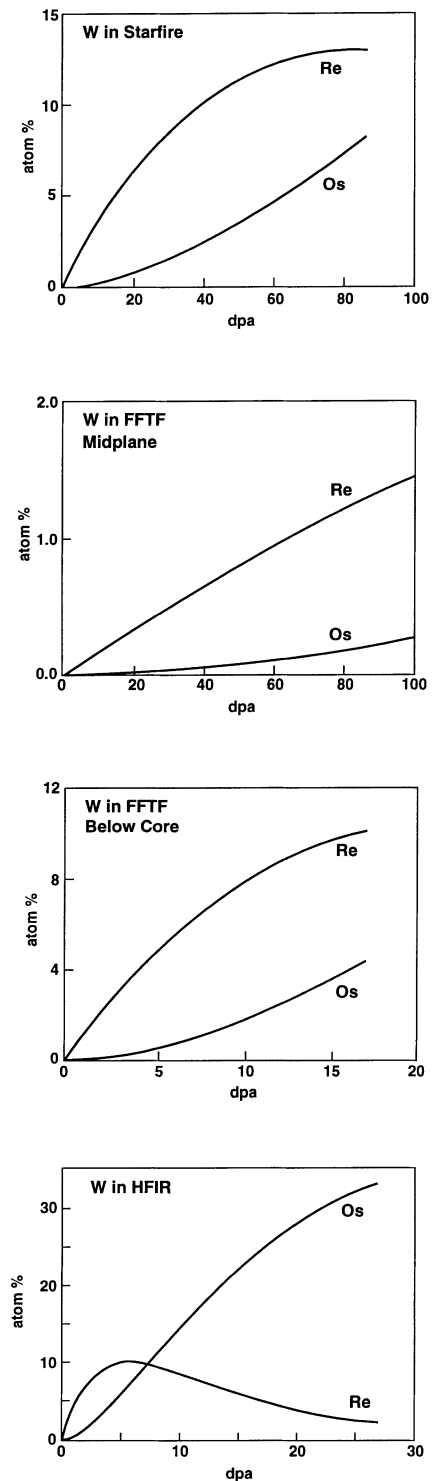 W in Starfire
15
10
5
0
atom %
Re
Os
0 20 40 60 80 100
dpa
W in FFTF
Midplane
2.0
1.0
0.0
atom %
Re
Os
0 20 40 60 80 100
dpa
W in FFTF
Below Core
12
8
4
0
atom %
Re
Os
0 5 10 15 20
dpa
W in HFIR
30
20
10
0
atom %
Os
Re
0 10 20 30
dpa